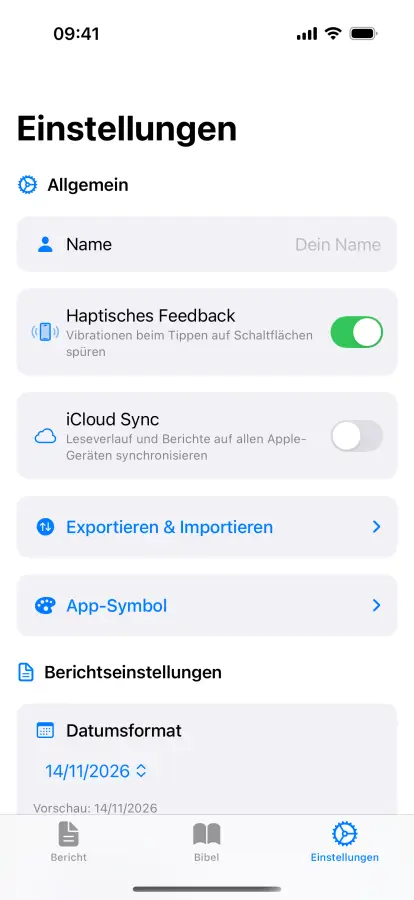 09:41
Einstellungen
Allgemein
Name
Dein Name
Haptisches Feedback
Vibrationen beim Tippen auf Schaltflächen
spüren
iCloud Sync
Leseverlauf und Berichte auf allen Apple-
Geräten synchronisieren
Exportieren & Importieren
App-Symbol
Berichtseinstellungen
Datumsformat
14/11/2026
Vorschau: 14/11/2026
Bericht
Bibel
Einstellungen